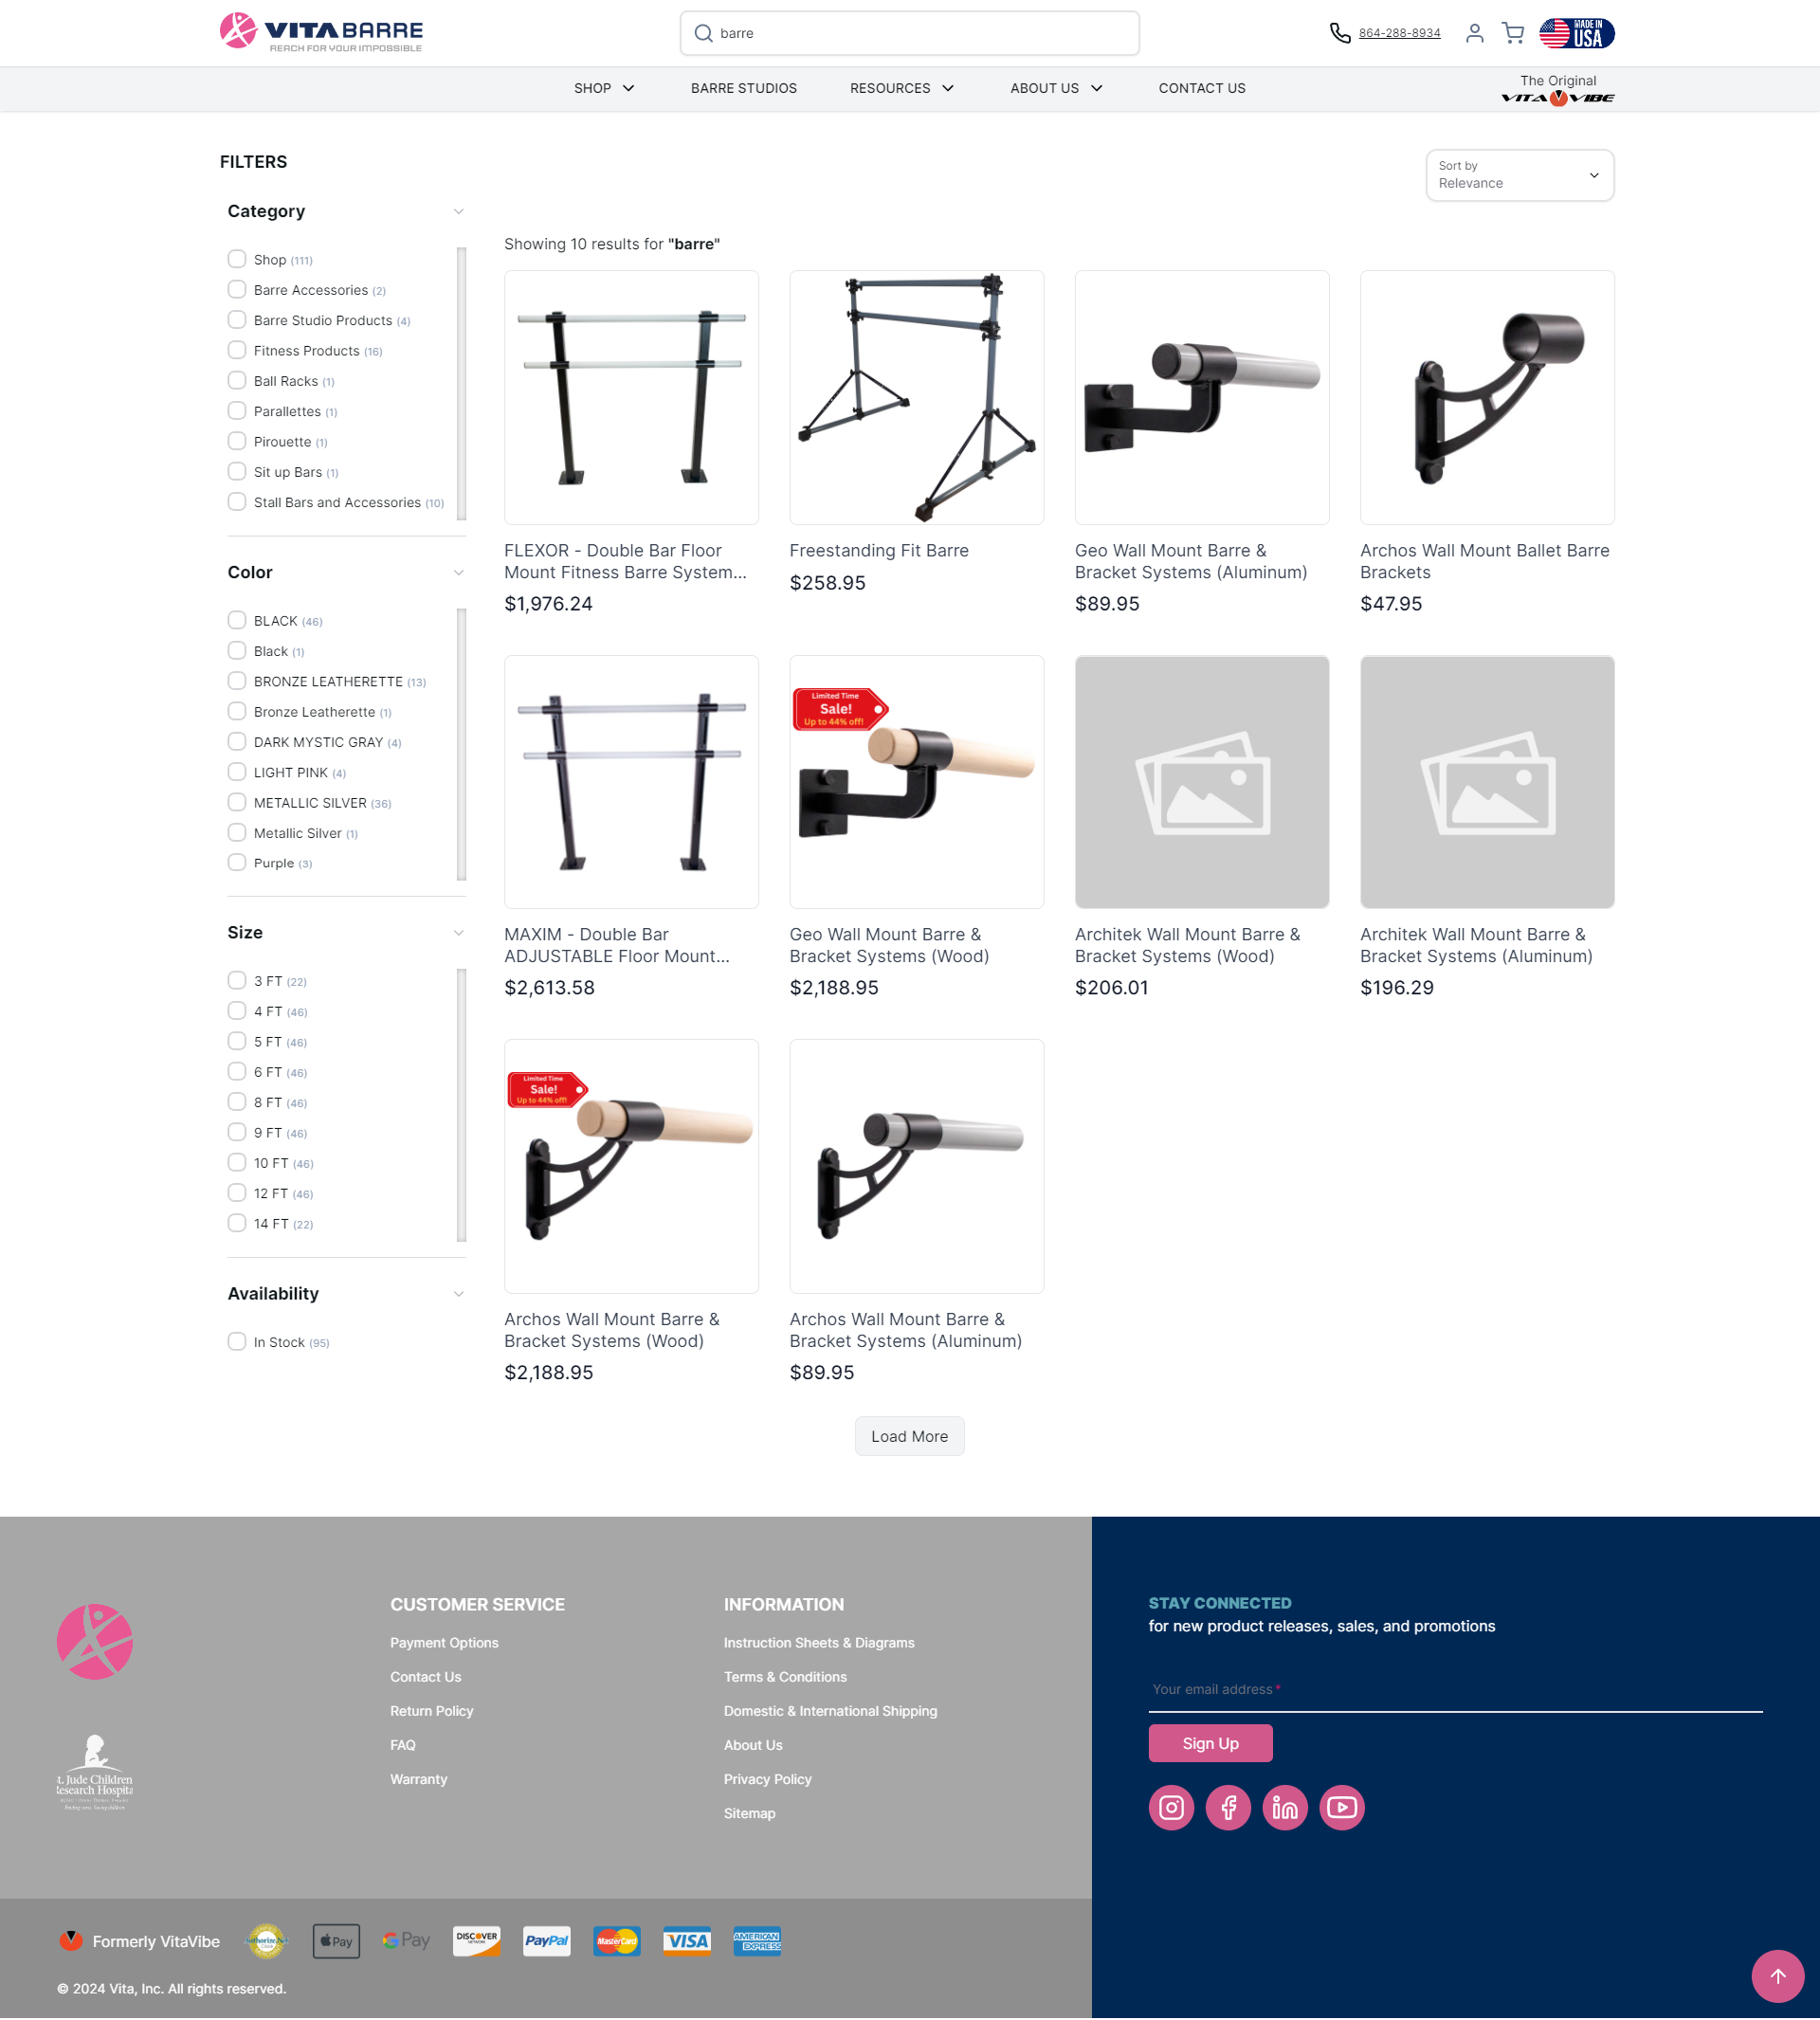 VITABARRE
REACH FOR YOUR IMPOSSIBLE
barre
864-288-8934
MADE IN
USA
SHOP
BARRE STUDIOS
RESOURCES
ABOUT US
CONTACT US
The Original
VITA VIBE
FILTERS
Sort by
Relevance
Category
Shop (111)
Barre Accessories (2)
Barre Studio Products (4)
Fitness Products (16)
Ball Racks (1)
Parallettes (1)
Pirouette (1)
Sit up Bars (1)
Stall Bars and Accessories (10)
Color
BLACK (46)
Black (1)
BRONZE LEATHERETTE (13)
Bronze Leatherette (1)
DARK MYSTIC GRAY (4)
LIGHT PINK (4)
METALLIC SILVER (36)
Metallic Silver (1)
Purple (3)
Size
3 FT (22)
4 FT (46)
5 FT (46)
6 FT (46)
8 FT (46)
9 FT (46)
10 FT (46)
12 FT (46)
14 FT (22)
Availability
In Stock (95)
Showing 10 results for "barre"
FLEXOR - Double Bar Floor
Mount Fitness Barre System...
$1,976.24
Freestanding Fit Barre
$258.95
Geo Wall Mount Barre &
Bracket Systems (Aluminum)
$89.95
Archos Wall Mount Ballet Barre
Brackets
$47.95
MAXIM - Double Bar
ADJUSTABLE Floor Mount...
$2,613.58
Limited Time
Sale!
Up to 44% off!
Geo Wall Mount Barre &
Bracket Systems (Wood)
$2,188.95
Architek Wall Mount Barre &
Bracket Systems (Wood)
$206.01
Architek Wall Mount Barre &
Bracket Systems (Aluminum)
$196.29
Limited Time
Sale!
Up to 44% off!
Archos Wall Mount Barre &
Bracket Systems (Wood)
$2,188.95
Archos Wall Mount Barre &
Bracket Systems (Aluminum)
$89.95
Load More
t. Jude Children
Research Hospita
CUSTOMER SERVICE
Payment Options
Contact Us
Return Policy
FAQ
Warranty
INFORMATION
Instruction Sheets & Diagrams
Terms & Conditions
Domestic & International Shipping
About Us
Privacy Policy
Sitemap
STAY CONNECTED
for new product releases, sales, and promotions
Your email address*
Sign Up
Formerly VitaVibe
Authorize.Net
Pay
G Pay
DISCOVER
NETWORK
PayPal
MasterCard
VISA
AMERICAN
EXPRESS
© 2024 Vita, Inc. All rights reserved.